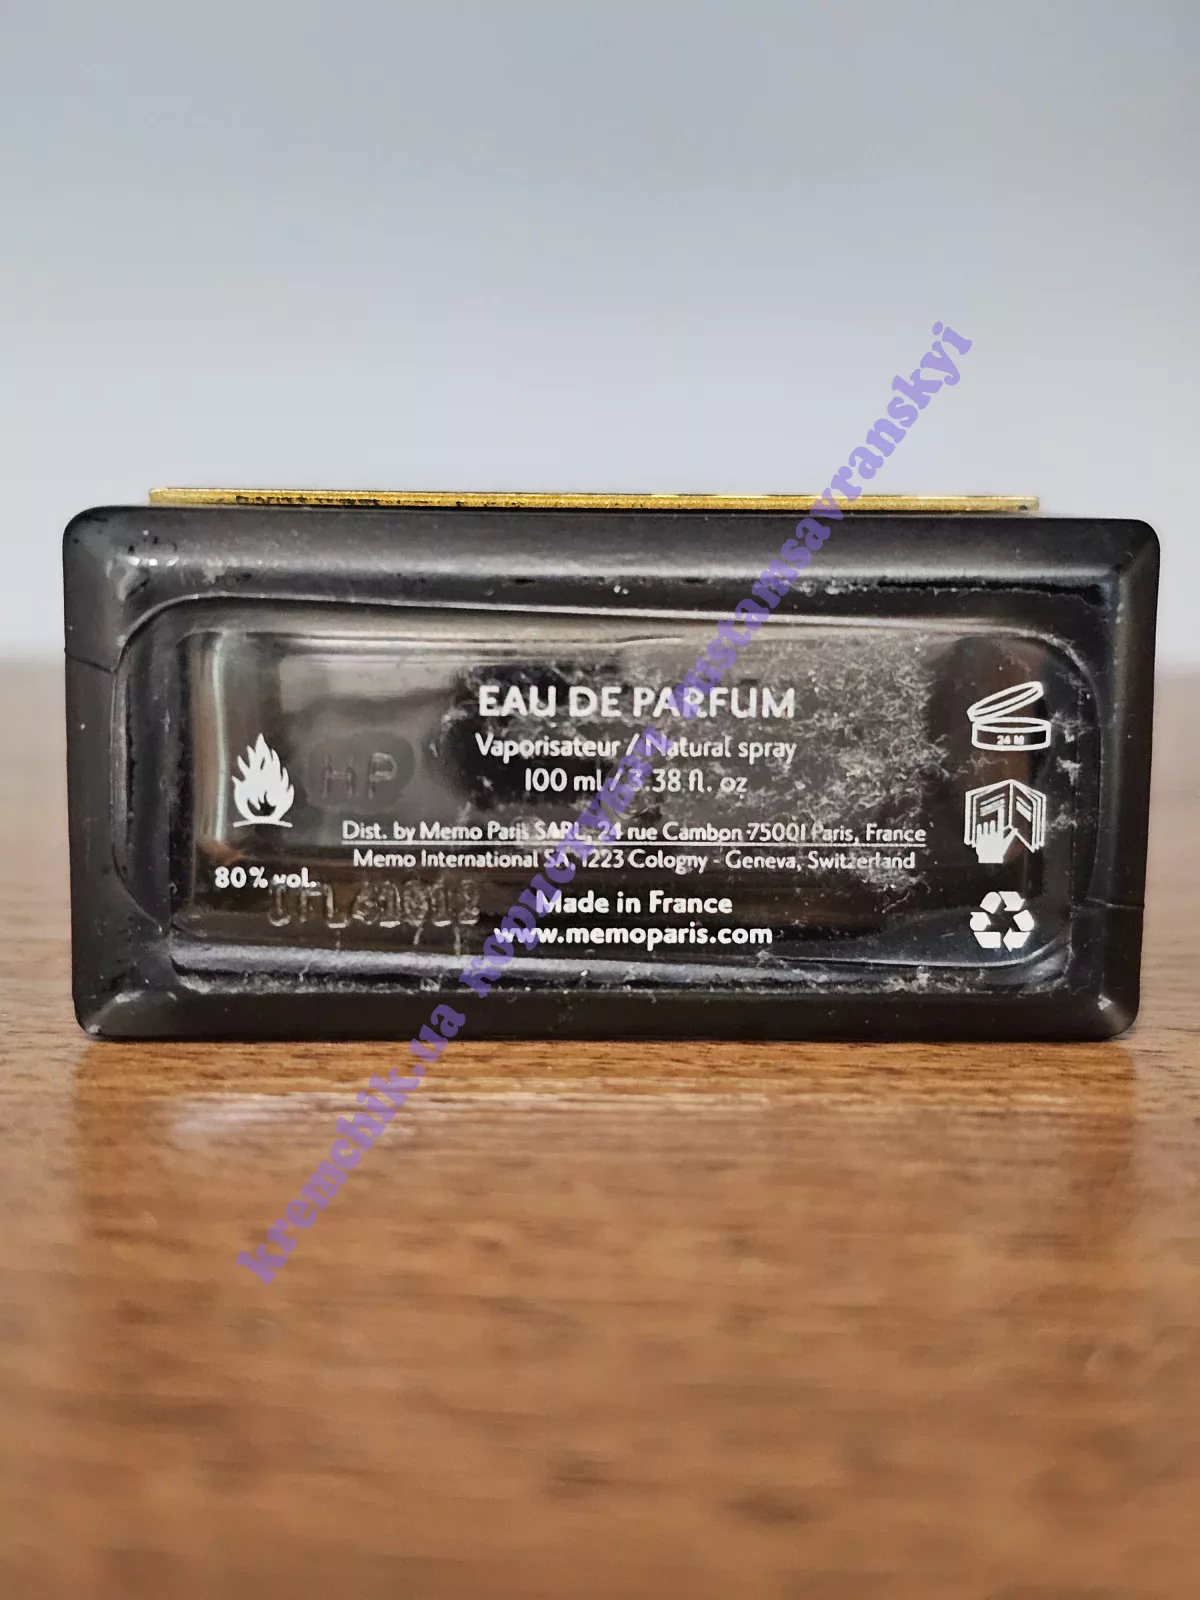 EAU DE PARFUM
Vaporisateur / Natural spray
100 ml / 3.38 fl. oz
HP
24 M
Dist. by Memo Paris SARL, 24 rue Cambon 75001 Paris, France
Memo International SA, 1223 Cologny - Geneva, Switzerland
80% vol.
Made in France
www.memoparis.com
kremchik.ua